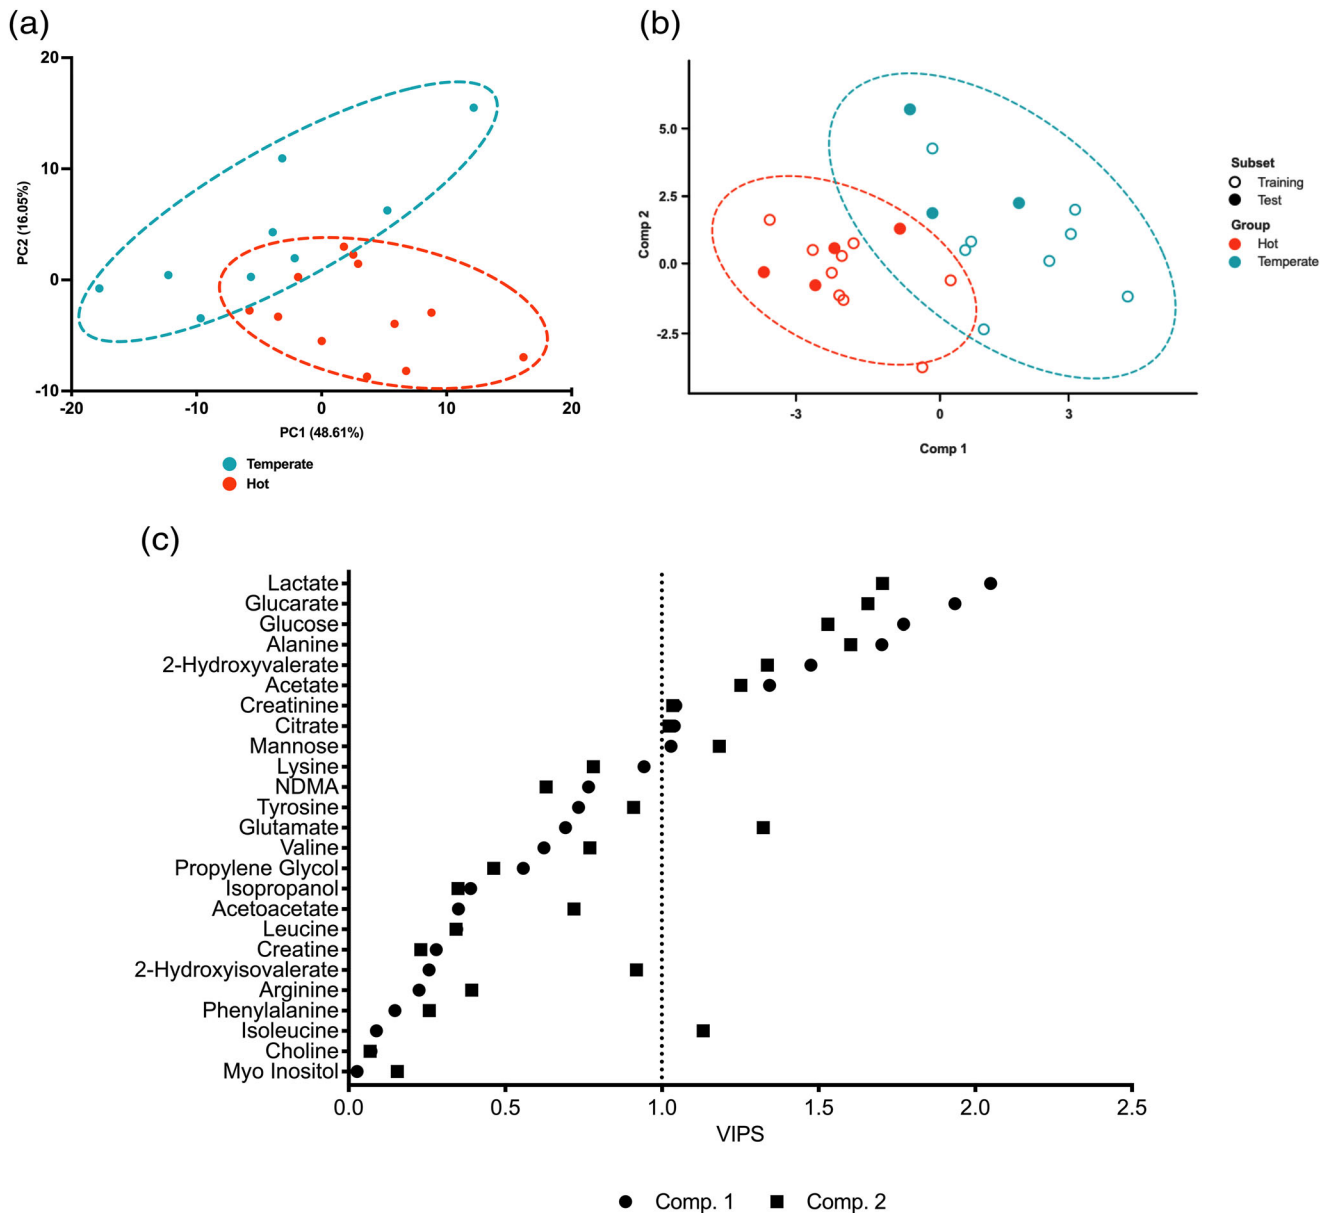 (a)
20
10
0
-10
PC2 (16.05%)
-20
-10
0
10
20
PC1 (48.61%)
Temperate
Hot
(b)
5.0
2.5
0.0
-2.5
Comp 2
-3
0
3
Comp 1
Subset
Training
Test
Group
Hot
Temperate
(c)
Lactate
Glucarate
Glucose
Alanine
2-Hydroxyvalerate
Acetate
Creatinine
Citrate
Mannose
Lysine
NDMA
Tyrosine
Glutamate
Valine
Propylene Glycol
Isopropanol
Acetoacetate
Leucine
Creatine
2-Hydroxyisovalerate
Arginine
Phenylalanine
Isoleucine
Choline
Myo Inositol
0.0
0.5
1.0
1.5
2.0
2.5
VIPS
Comp. 1
Comp. 2